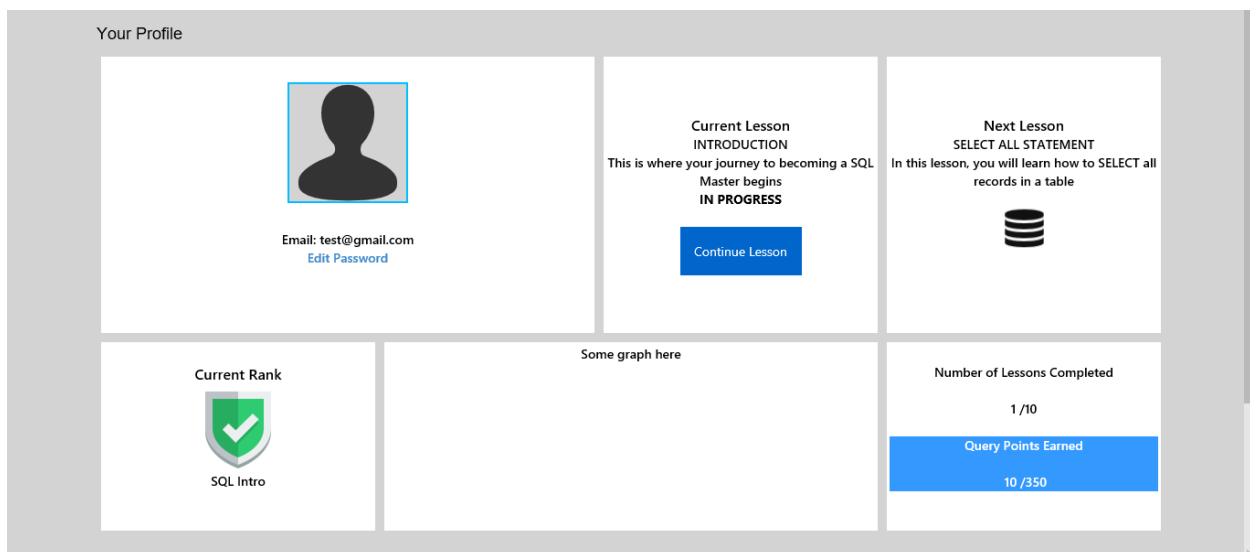 Your Profile
Email: test@gmail.com
Edit Password
Current Lesson
INTRODUCTION
This is where your journey to becoming a SQL
Master begins
IN PROGRESS
Continue Lesson
Next Lesson
SELECT ALL STATEMENT
In this lesson, you will learn how to SELECT all
records in a table
Current Rank
SQL Intro
Some graph here
Number of Lessons Completed
1 /10
Query Points Earned
10 /350